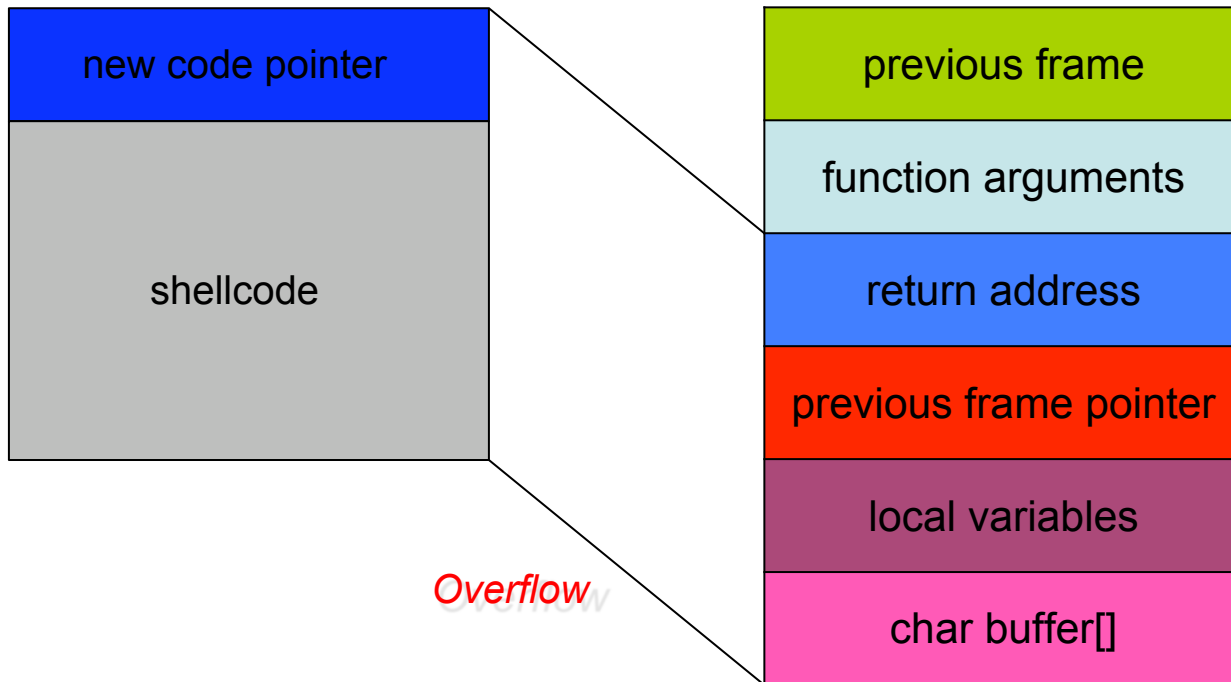 new code pointer
shellcode
Overflow
previous frame
function arguments
return address
previous frame pointer
local variables
char buffer[]